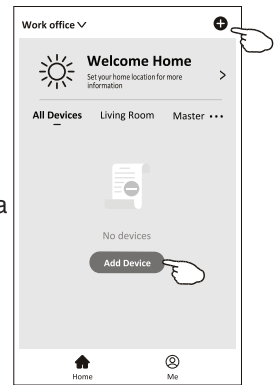 Work office
Welcome Home
Set your home location for more
information
All Devices Living Room Master
a
No devices
Add Device
Home Me